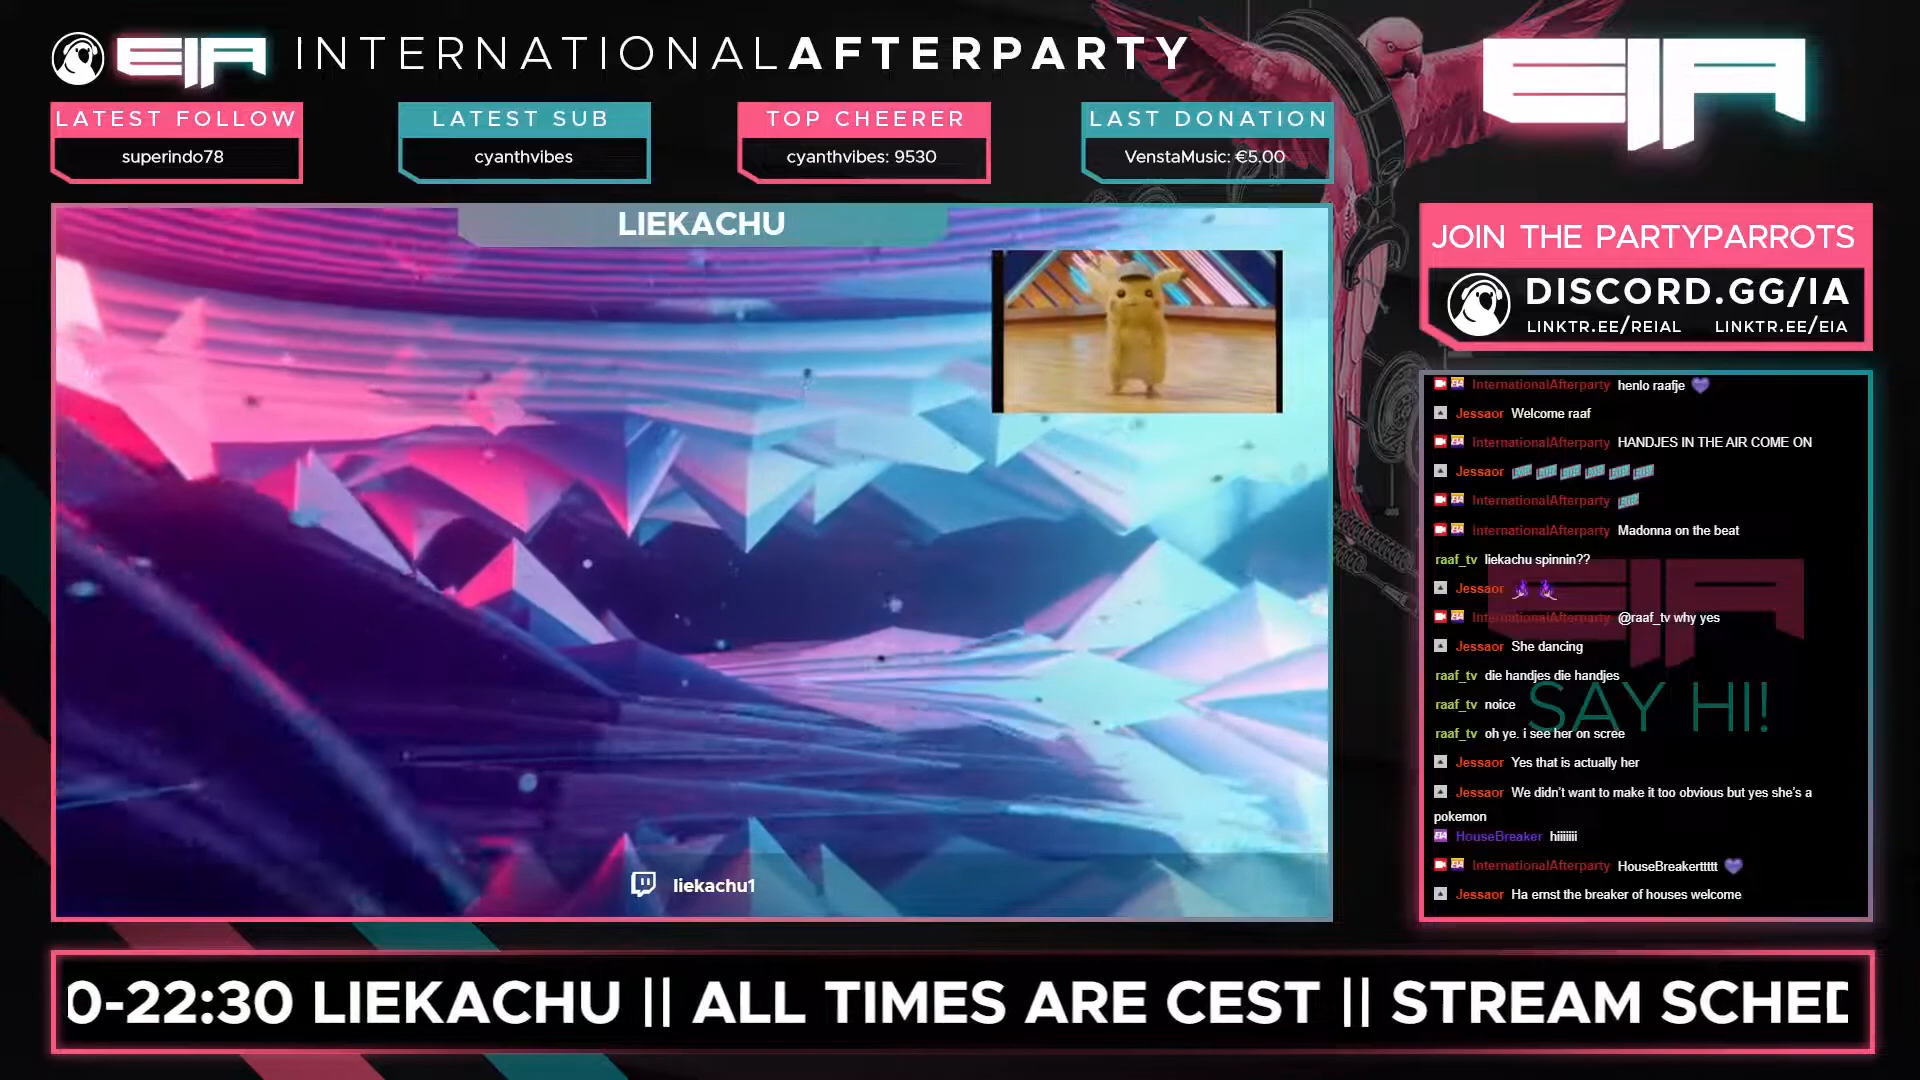 EIA INTERNATIONALAFTERPARTY
EIA
LATEST FOLLOW
superindo78
LATEST SUB
cyanthvibes
TOP CHEERER
cyanthvibes: 9530
LAST DONATION
VenstaMusic: €5.00
LIEKACHU
liekachu1
JOIN THE PARTYPARROTS
DISCORD.GG/IA
LINKTR.EE/REIAL LINKTR.EE/EIA
InternationalAfterparty henlo raafje 💜
Jessaor Welcome raaf
InternationalAfterparty HANDJES IN THE AIR COME ON
Jessaor
InternationalAfterparty
InternationalAfterparty Madonna on the beat
raaf_tv liekachu spinnin??
Jessaor
InternationalAfterparty @raaf_tv why yes
Jessaor She dancing
raaf_tv die handjes die handjes
raaf_tv noice
raaf_tv oh ye. i see her on scree
Jessaor Yes that is actually her
Jessaor We didn't want to make it too obvious but yes she's a
pokemon
HouseBreaker hiiiiiii
InternationalAfterparty HouseBreakerttttt 💜
Jessaor Ha ernst the breaker of houses welcome
EIA
SAY HI!
0-22:30 LIEKACHU || ALL TIMES ARE CEST || STREAM SCHED